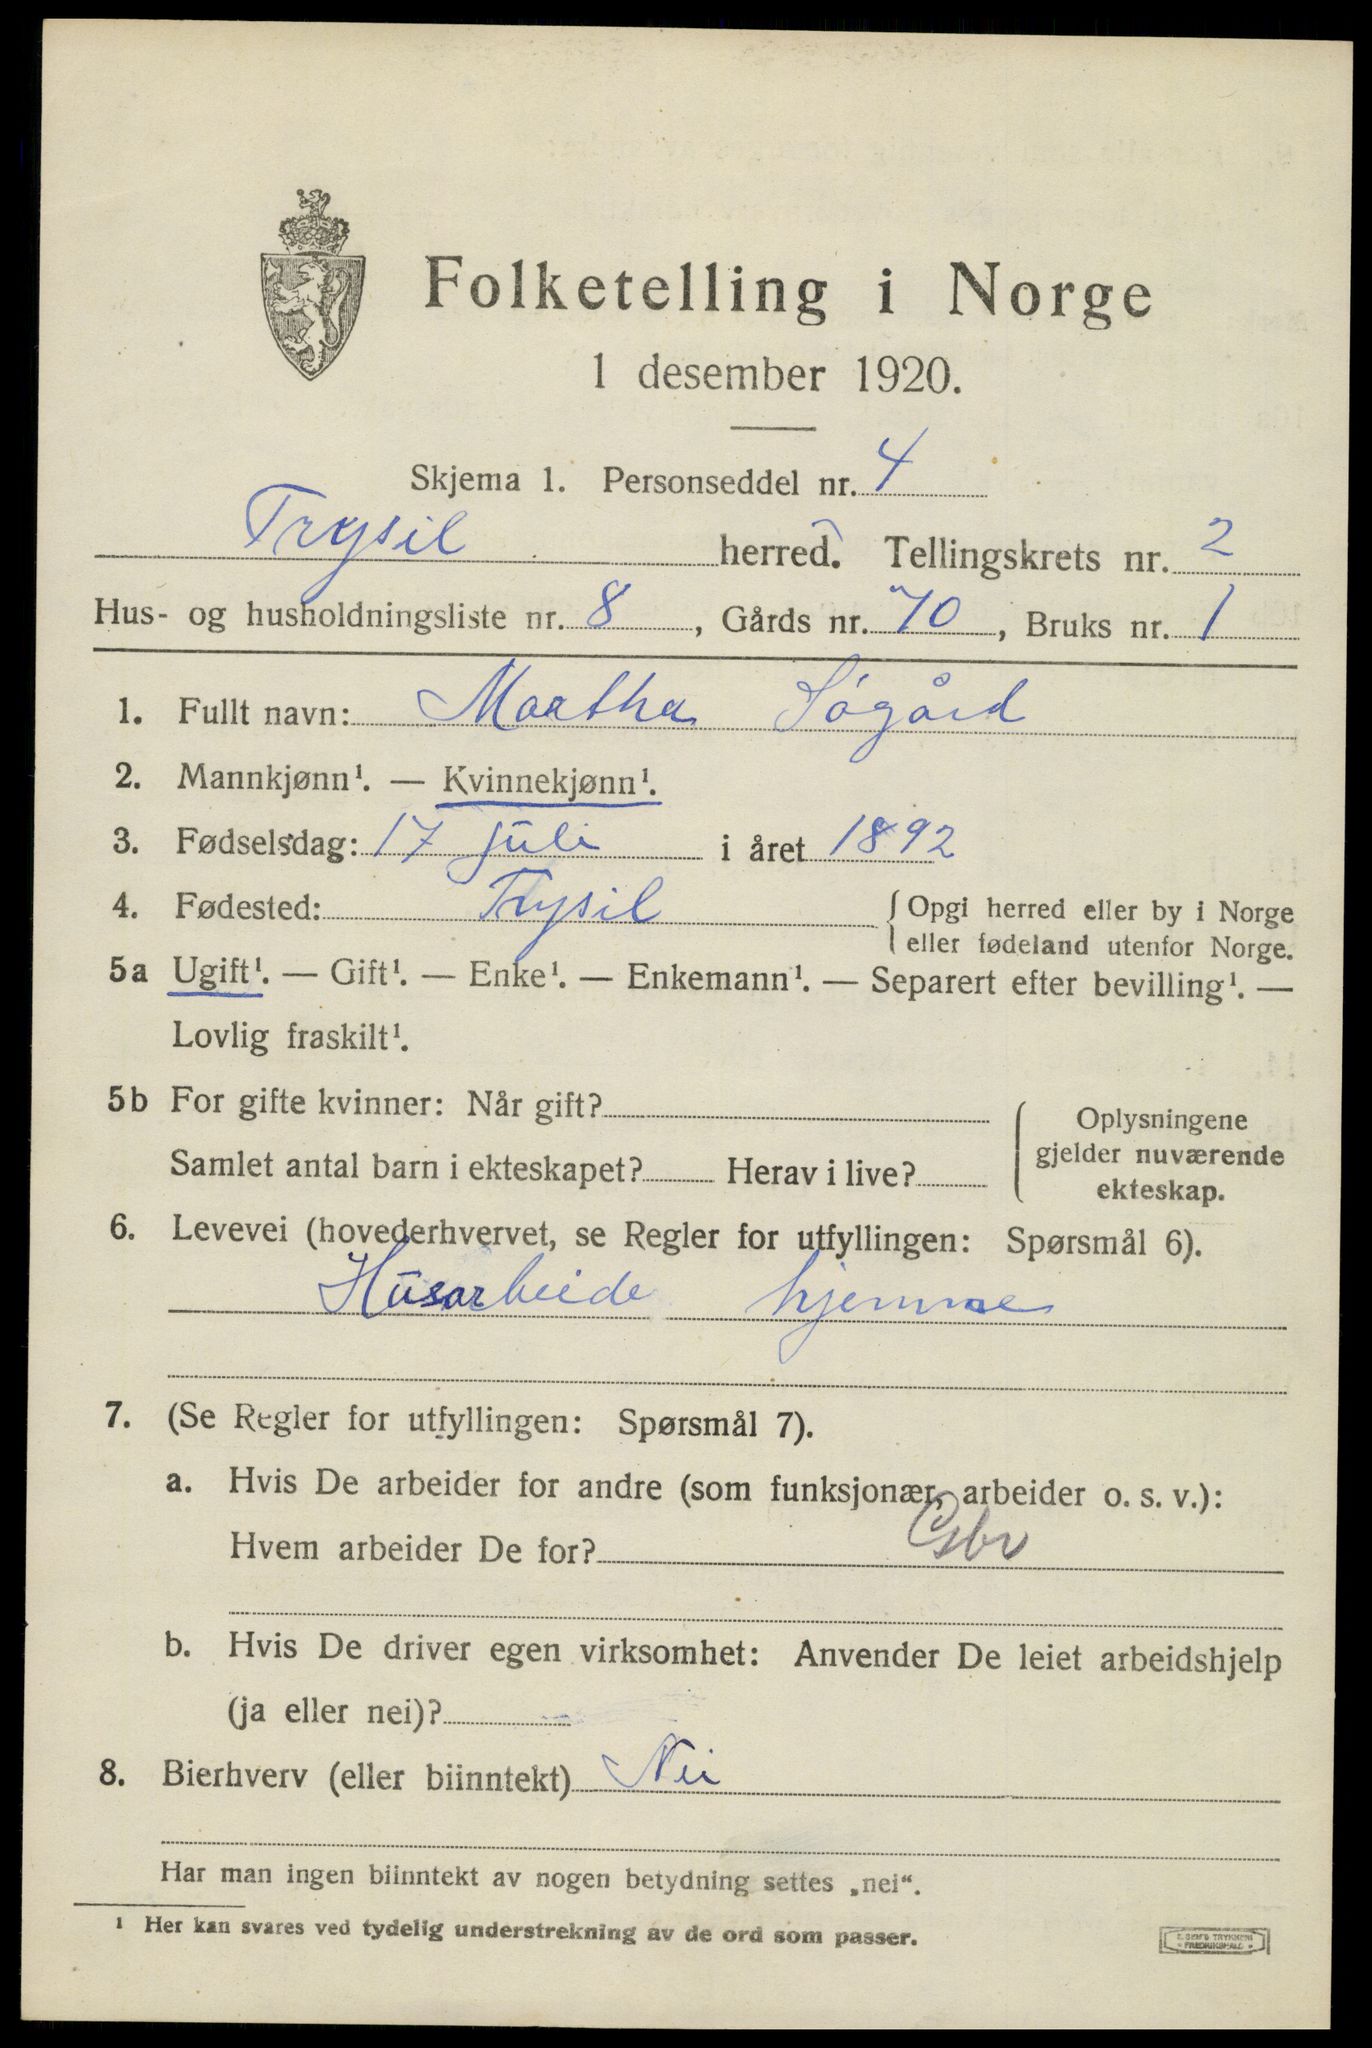 Folketelling i Norge
1 desember 1920.
Skjema 1. Personseddel nr. 4
Trysil herred. Tellingskrets nr. 2
Hus- og husholdningsliste nr. 8, Gårds nr. 70, Bruks nr. 1
1. Fullt navn: Martha Søgård
2. Mannkjønn¹. — Kvinnekjønn¹.
3. Fødselsdag: 17 juli i året 1892
4. Fødested: Trysil { Opgi herred eller by i Norge
eller fødeland utenfor Norge.
5a Ugift¹. — Gift¹. — Enke¹. — Enkemann¹. — Separert efter bevilling¹. —
Lovlig fraskilt¹.
5b For gifte kvinner: Når gift?
Samlet antal barn i ekteskapet? Herav i live?
Oplysningene
gjelder nuværende
ekteskap.
6. Levevei (hovederhvervet, se Regler for utfyllingen: Spørsmål 6).
Husarbeide hjemme
7. (Se Regler for utfyllingen: Spørsmål 7).
a. Hvis De arbeider for andre (som funksjonær, arbeider o. s. v.):
Hvem arbeider De for? Gbr
b. Hvis De driver egen virksomhet: Anvender De leiet arbeidshjelp
(ja eller nei)?
8. Bierhverv (eller biinntekt) Nei
Har man ingen biinntekt av nogen betydning settes „nei“.
¹ Her kan svares ved tydelig understrekning av de ord som passer.